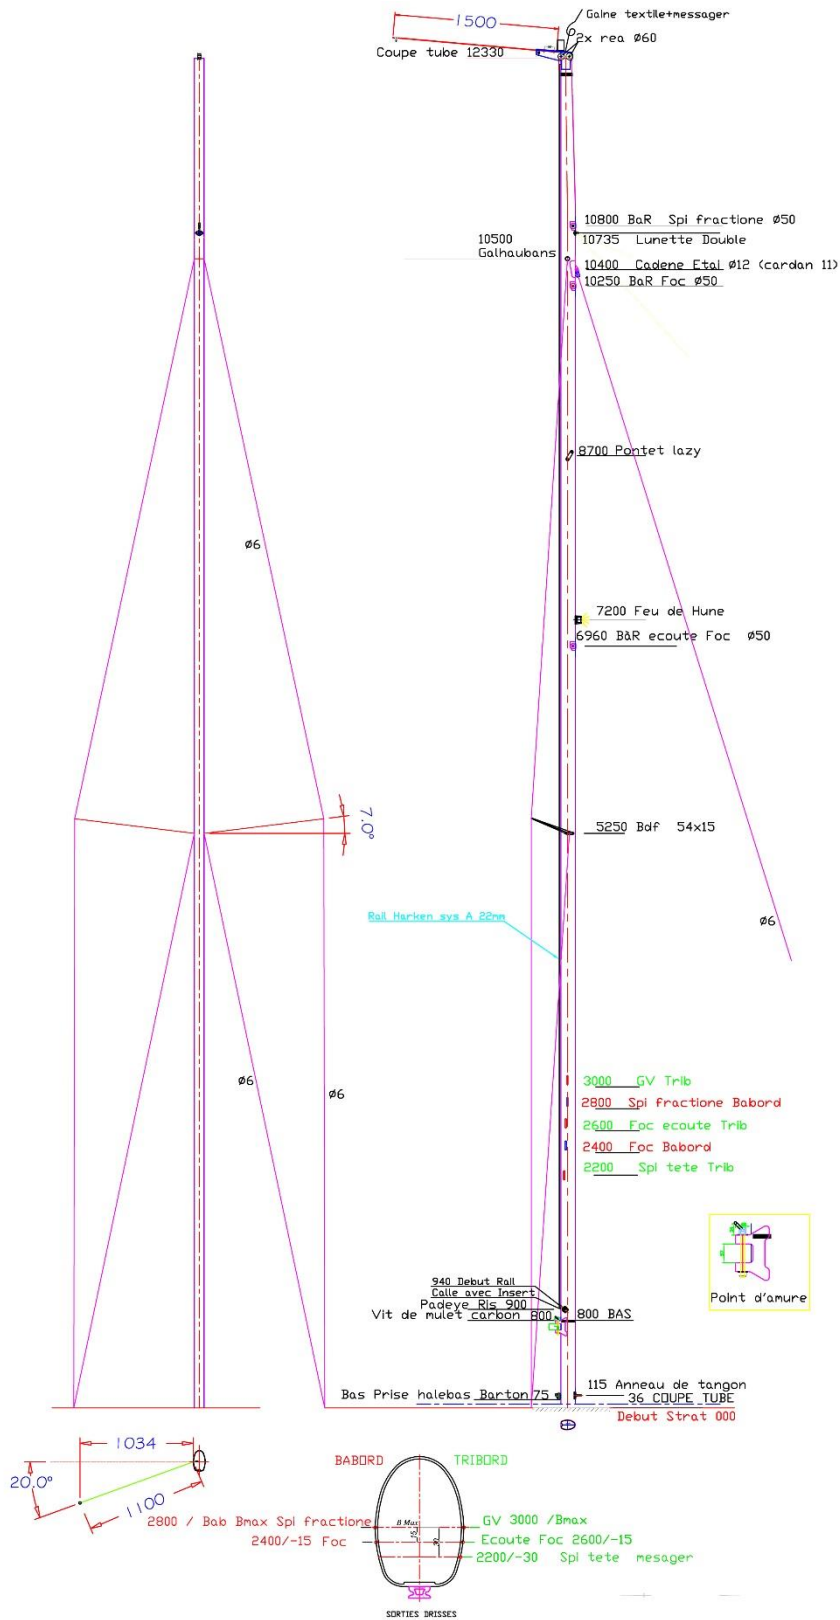 1500
Gaine textile+messager
2x rea Ø60
Coupe tube 12330
10800 BaR Spi fractione Ø50
10735 Lunette Double
10500
Galhaubans
10400 Cadene Etai Ø12 (cardan 11)
10250 BaR Foc Ø50
8700 Pontet lazy
Ø6
7200 Feu de Hune
6960 BàR ecoute Foc Ø50
7.0°
5250 Bdf 54x15
Rail Harken sys A 22mm
Ø6
Ø6
Ø6
3000 GV Trib
2800 Spi fractione Babord
2600 Foc ecoute Trib
2400 Foc Babord
2200 Spi tete Trib
940 Debut Rail
Calle avec Insert
Padeye Ris 900
Vit de mulet carbon 800
800 BAS
Point d'amure
Bas Prise halebas Barton 75
115 Anneau de tangon
36 COUPE TUBE
Debut Strat 000
1034
20.0°
1100
BABORD
TRIBORD
2800 / Bab Bmax Spi fractione
B Max
GV 3000 /Bmax
2400/-15 Foc
15
30
Ecoute Foc 2600/-15
2200/-30 Spi tete mesager
SORTIES DRISSES